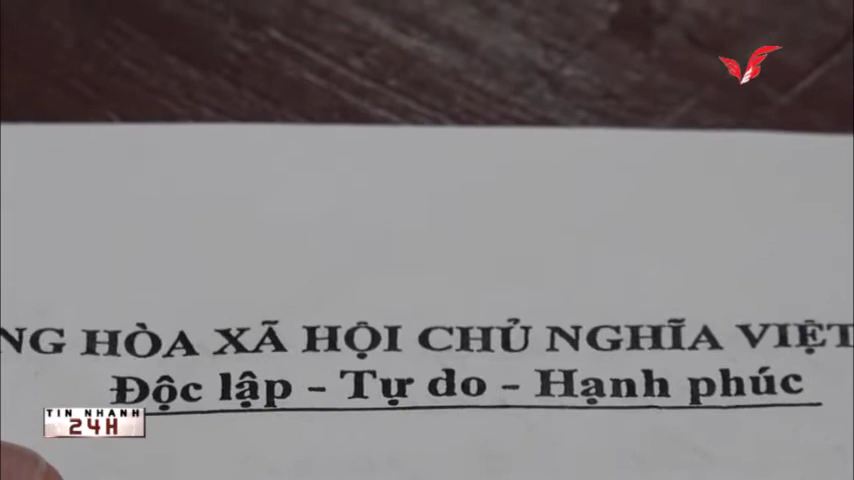 NG HÒA XÃ HỘI CHỦ NGHĨA VIỆT
Độc lập - Tự do - Hạnh phúc
TIN NHANH
24H